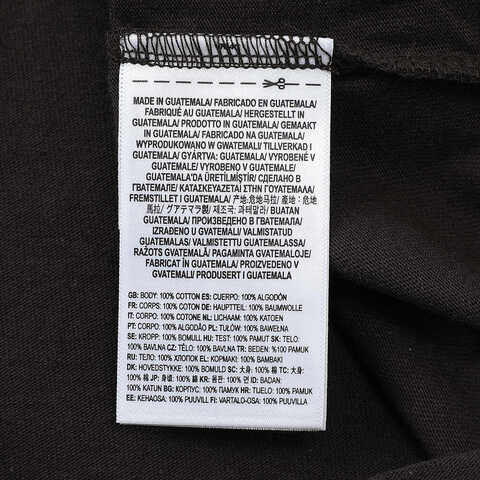 MADE IN GUATEMALA/ FABRICADO EN GUATEMALA/
FABRIQUÉ AU GUATEMALA/ HERGESTELLT IN
GUATEMALA/ PRODOTTO IN GUATEMALA/ GEMAAKT
IN GUATEMALA/ FABRICADO NA GUATEMALA/
WYPRODUKOWANO W GWATEMALI/ TILLVERKAD I
GUATEMALA/ GYÁRTVA: GUATEMALA/ VYROBENÉ V
GUATEMALE/ VYROBENO V GUATEMALE/
GUATEMALA'DA ÜRETİLMİŞTİR/ СДЕЛАНО В
ГВАТЕМАЛЕ/ ΚΑΤΑΣΚΕΥΑΖΕΤΑΙ ΣΤΗΝ ΓΟΥΑΤΕΜΑΛΑ/
FREMSTILLET I GUATEMALA/ 产地:危地马拉/ 產地:危地
馬拉/ グアテマラ製/ 제조국: 과테말라/ BUATAN
GUATEMALA/ ПРОИЗВЕДЕНО В ГВАТЕМАЛА/
IZRAĐENO U GVATEMALI/ VALMISTATUD
GUATEMALAS/ VALMISTETTU GUATEMALASSA/
RAŽOTS GVATEMALĀ/ PAGAMINTA GVATEMALOJE/
FABRICAT ÎN GUATEMALA/ PROIZVEDENO V
GVATEMALI/ PRODUSERT I GUATEMALA
GB: BODY: 100% COTTON ES: CUERPO: 100% ALGODÓN
FR: CORPS: 100% COTON DE: HAUPTTEIL: 100% BAUMWOLLE
IT: CORPO: 100% COTONE NL: LICHAAM: 100% KATOEN
PT: CORPO: 100% ALGODÃO PL: TUŁÓW: 100% BAWEŁNA
SE: KROPP: 100% BOMULL HU: TEST: 100% PAMUT SK: TELO:
100% BAVLNA CZ: TĚLO: 100% BAVLNA TR: BEDEN: %100 PAMUK
RU: ТЕЛО: 100% ХЛОПОК EL: ΚΟΡΜΑΚΙ: 100% ΒΑΜΒΑΚΙ
DK: HOVEDSTYKKE: 100% BOMULD SC: 大身: 100% 棉 TC: 大身:
100% 棉 JP: 身頃: 100% 綿 KR: 몸판: 100% 면 ID: BADAN:
100% KATUN BG: КОРПУС: 100% ПАМУК HR: TIJELO: 100% PAMUK
EE: KEHAOSA: 100% PUUVILL FI: VARTALO-OSA: 100% PUUVILLA